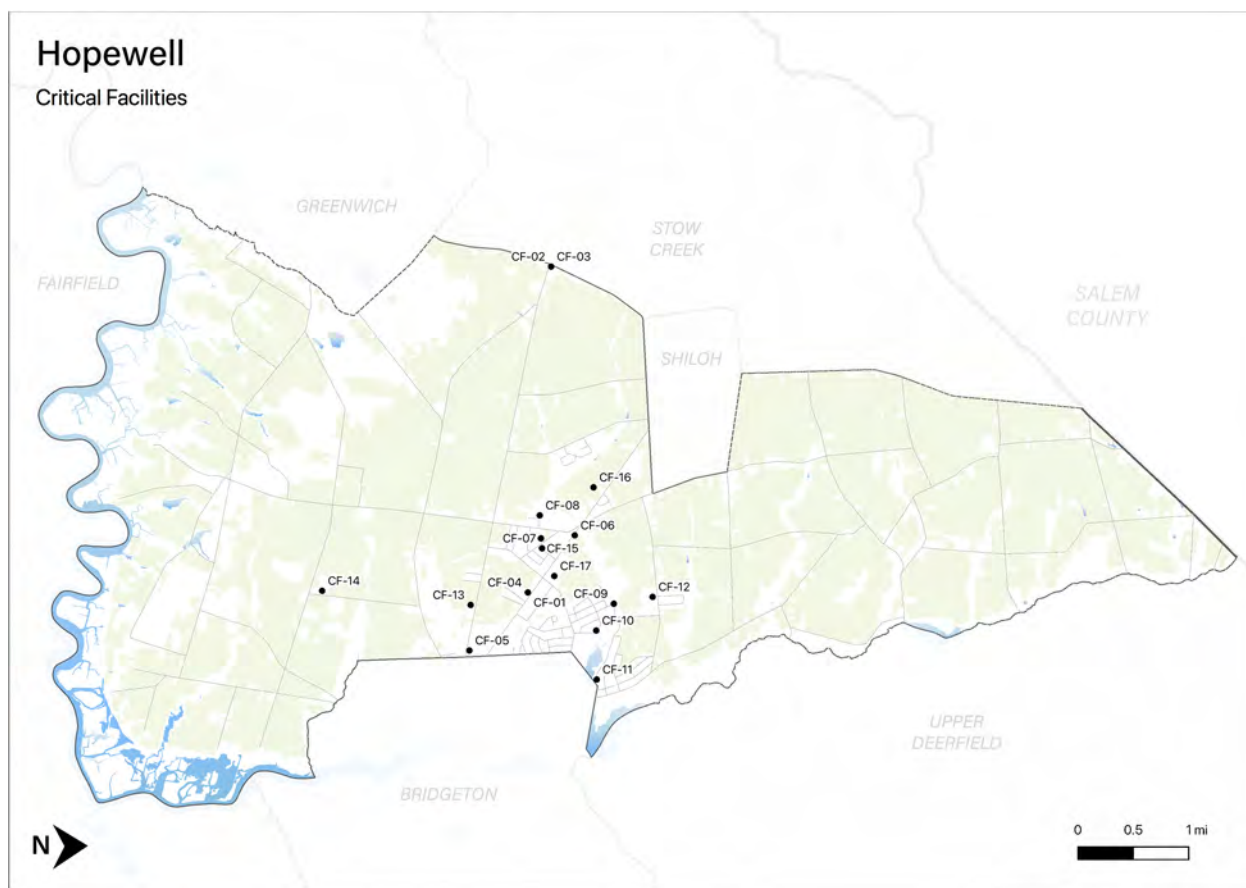 Hopewell
Critical Facilities
GREENWICH
STOW
CREEK
FAIRFIELD
CF-02 CF-03
SALEM
COUNTY
SHILOH
CF-16
CF-08
CF-06
CF-07
CF-15
CF-17
CF-14
CF-04
CF-01
CF-09
CF-12
CF-13
CF-10
CF-05
CF-11
UPPER
DEERFIELD
BRIDGETON
N
0 0.5 1 mi